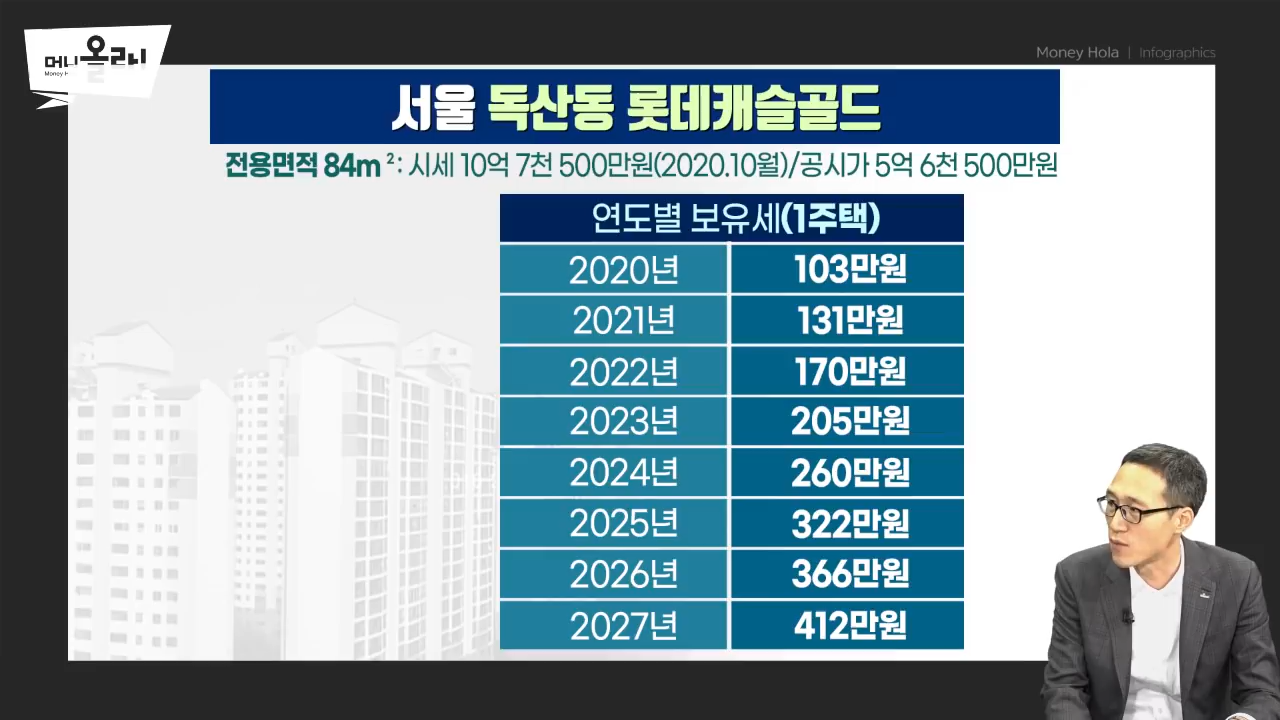 머니올라
Money H
Money Hola | Infographics
서울 독산동 롯데캐슬골드
전용면적 84m²: 시세 10억 7천 500만원(2020.10월)/공시가 5억 6천 500만원
연도별 보유세(1주택)
2020년 103만원
2021년 131만원
2022년 170만원
2023년 205만원
2024년 260만원
2025년 322만원
2026년 366만원
2027년 412만원